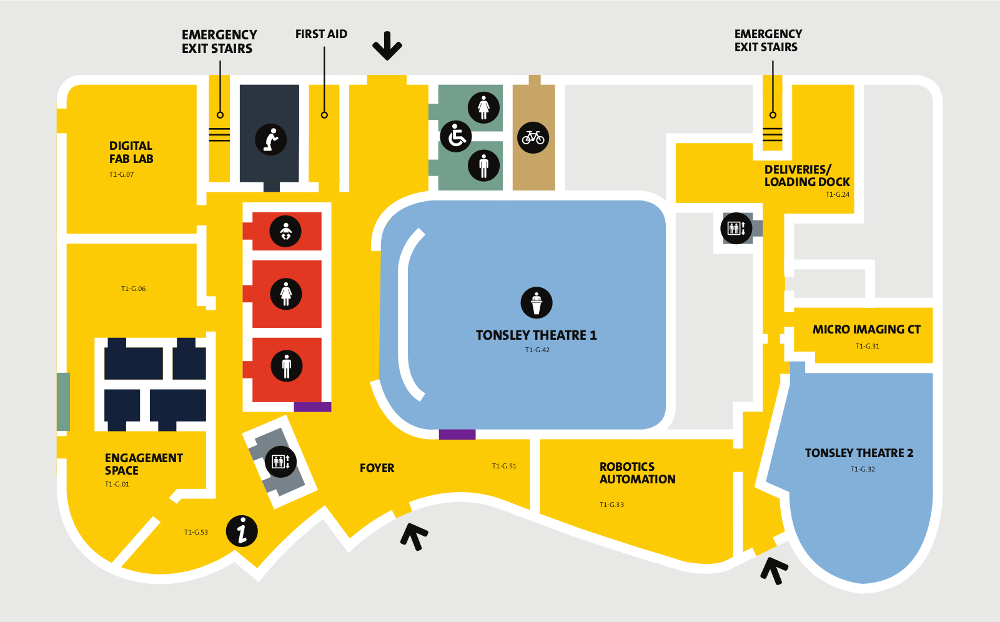 EMERGENCY
EXIT STAIRS
FIRST AID
EMERGENCY
EXIT STAIRS
DIGITAL
FAB LAB
T1-G.07
DELIVERIES/
LOADING DOCK
T1-G.24
T1-G.06
TONSLEY THEATRE 1
T1-G.42
MICRO IMAGING CT
T1-G.31
ENGAGEMENT
SPACE
T1-G.01
FOYER
T1-G.51
ROBOTICS
AUTOMATION
T1-G.33
TONSLEY THEATRE 2
T1-G.32
T1-G.53
i